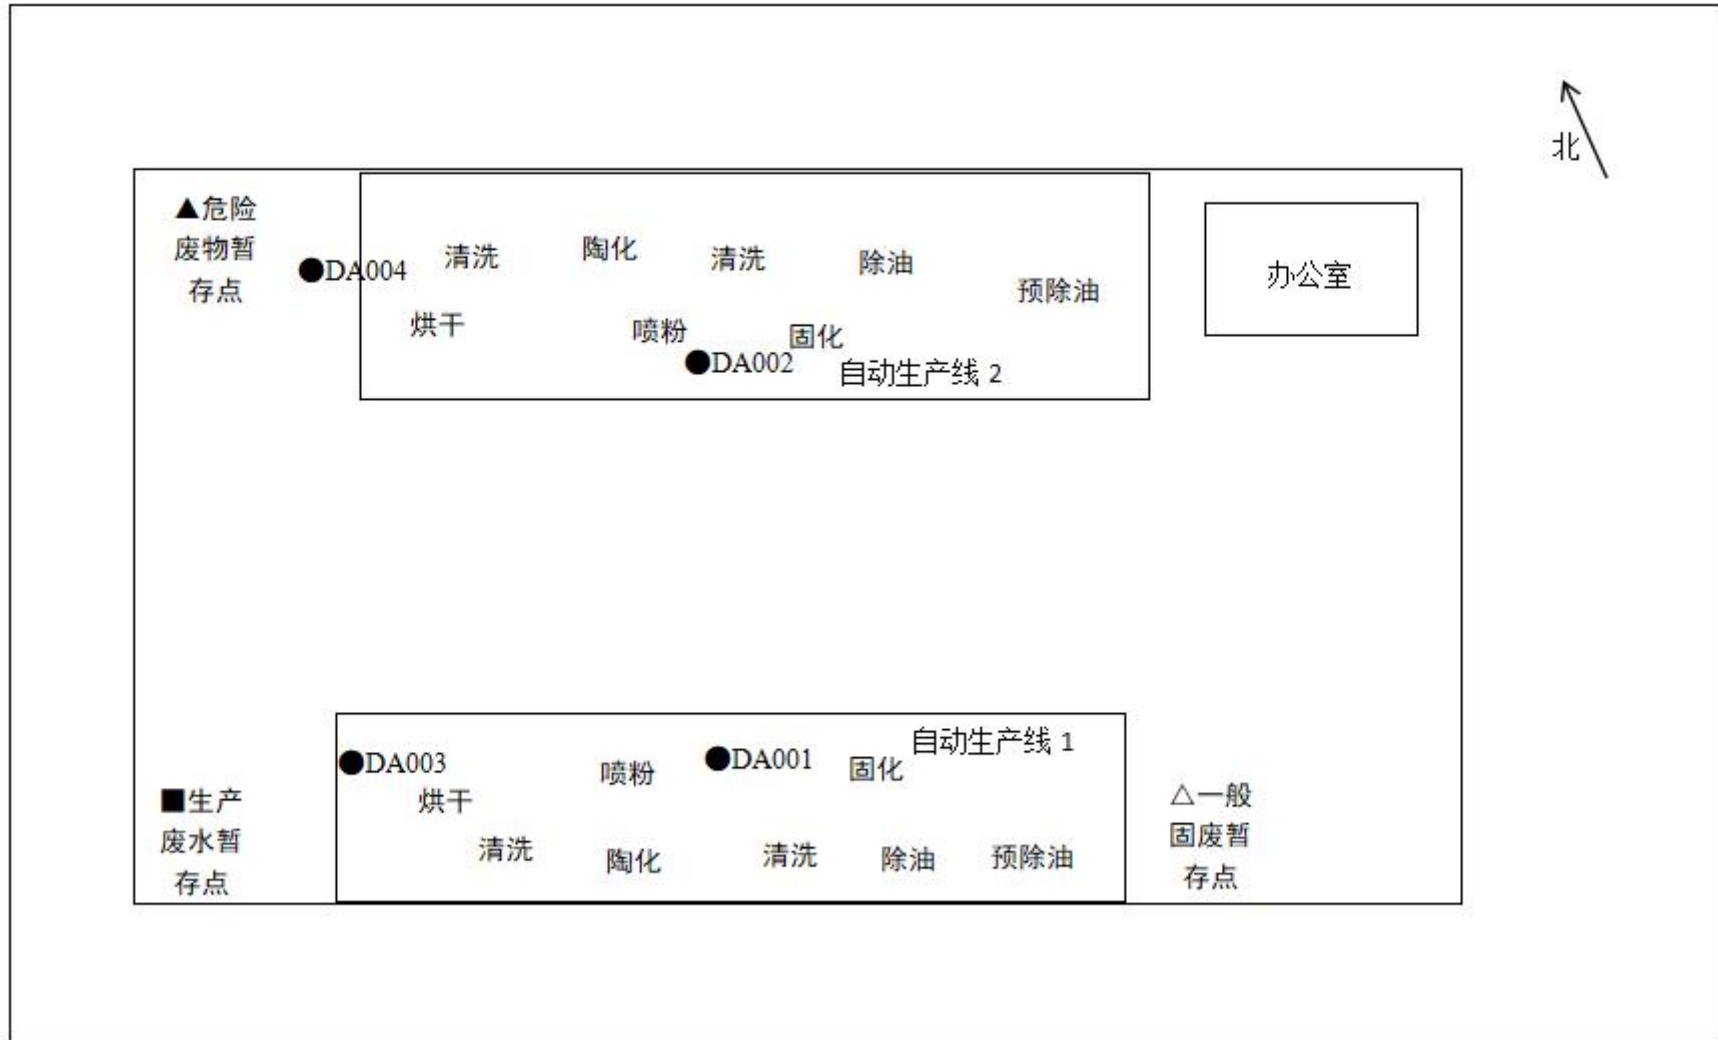 北
▲危险
废物暂
存点
●DA004
清洗
陶化
清洗
除油
预除油
烘干
喷粉
固化
●DA002
自动生产线 2
办公室
自动生产线 1
●DA003
喷粉
●DA001
固化
烘干
清洗
陶化
清洗
除油
预除油
■生产
废水暂
存点
△一般
固废暂
存点